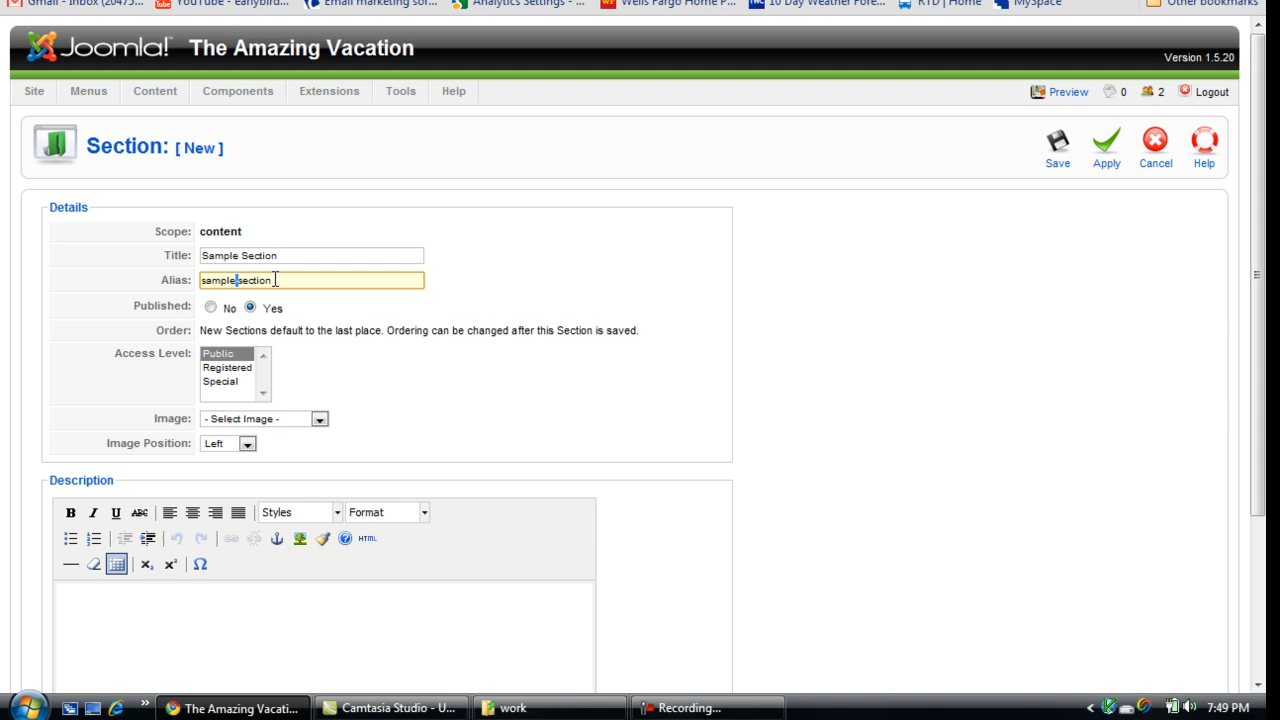 Gmail - Inbox (20475... YouTube - earlybird... Email marketing sof... Analytics Settings - ... Wells Fargo Home P... 10 Day Weather Fore... RTD | Home MySpace Other bookmarks
Joomla! The Amazing Vacation
Version 1.5.20
Site Menus Content Components Extensions Tools Help Preview 0 2 Logout
Section: [ New ]
Save Apply Cancel Help
Details
Scope: content
Title: Sample Section
Alias: sample-section
Published: No Yes
Order: New Sections default to the last place. Ordering can be changed after this Section is saved.
Access Level: Public
Registered
Special
Image: - Select Image -
Image Position: Left
Description
B I U ABC Styles Format
HTML
The Amazing Vacati... Camtasia Studio - U... work Recording... 7:49 PM